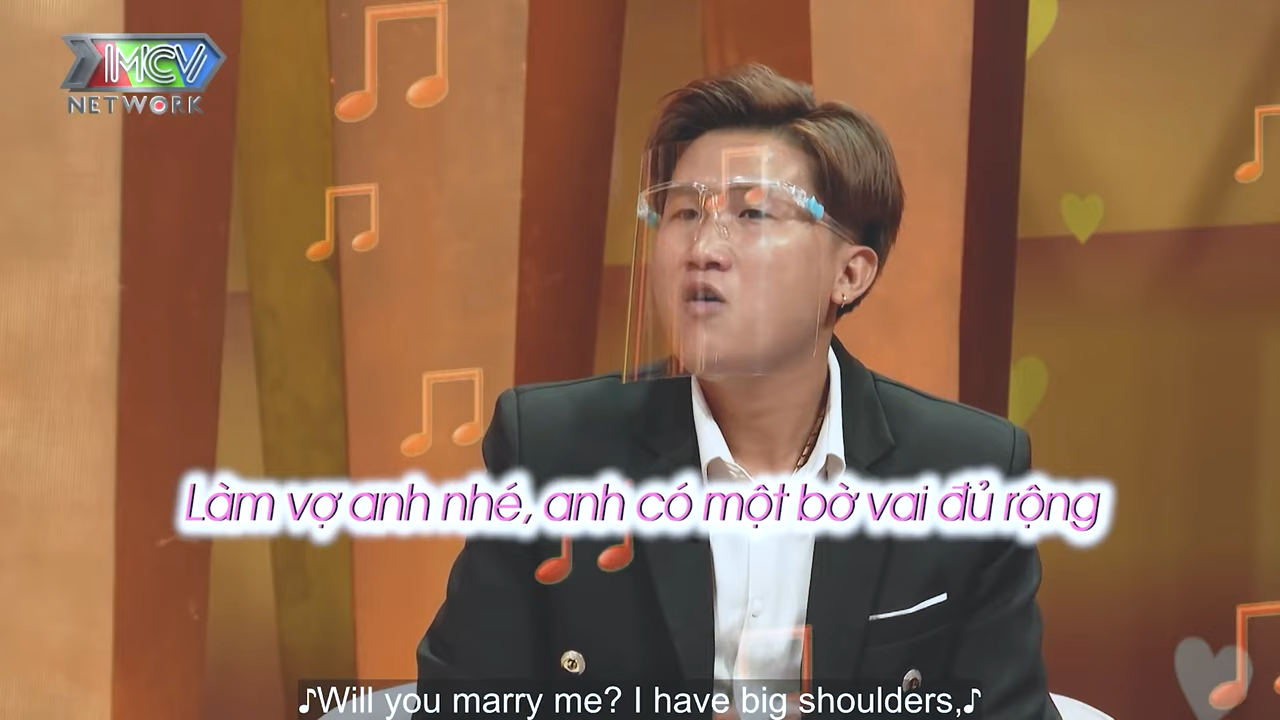 MCV
NETWORK
Làm vợ anh nhé, anh có một bờ vai đủ rộng
♪Will you marry me? I have big shoulders,♪